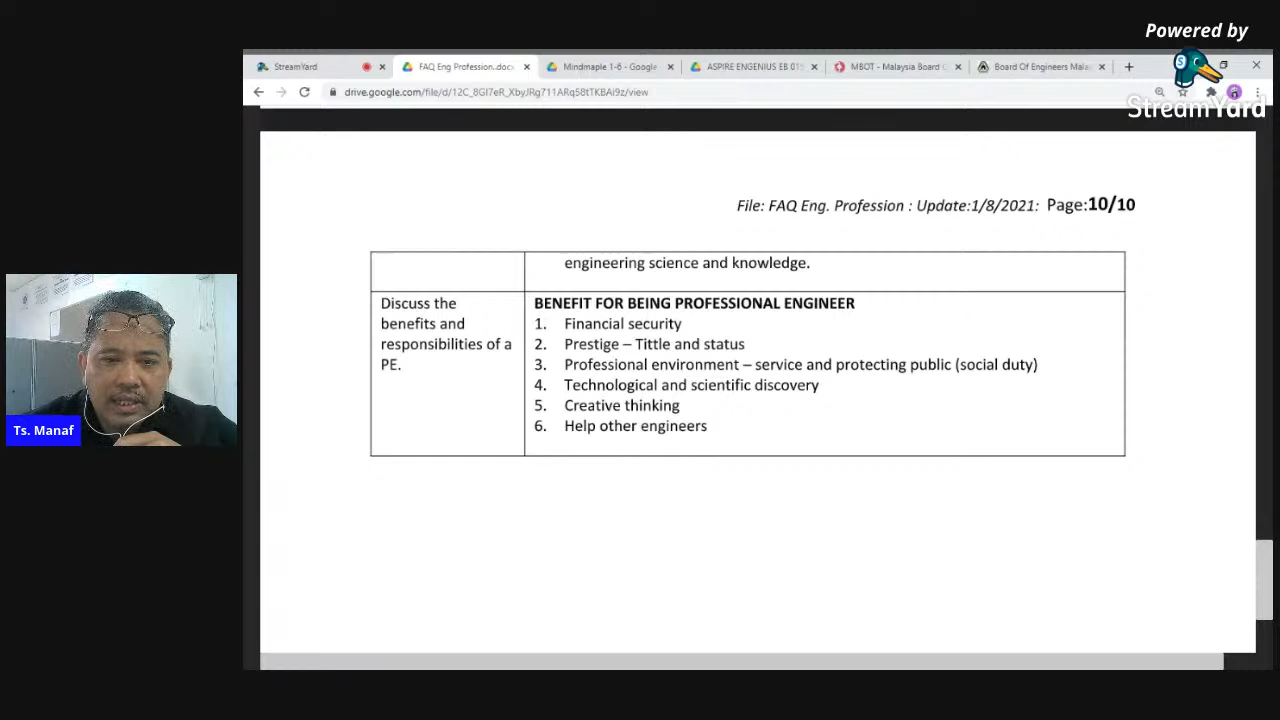 Powered by
StreamYard
StreamYard
FAQ Eng Profession..docx
Mindmaple 1-6 - Google
ASPIRE ENGENIUS EB 015
MBOT - Malaysia Board
Board Of Engineers Mala
File: FAQ Eng. Profession : Update:1/8/2021: Page:10/10
engineering science and knowledge.
Discuss the
benefits and
responsibilities of a
PE.
BENEFIT FOR BEING PROFESSIONAL ENGINEER
1. Financial security
2. Prestige – Tittle and status
3. Professional environment – service and protecting public (social duty)
4. Technological and scientific discovery
5. Creative thinking
6. Help other engineers
Ts. Manaf